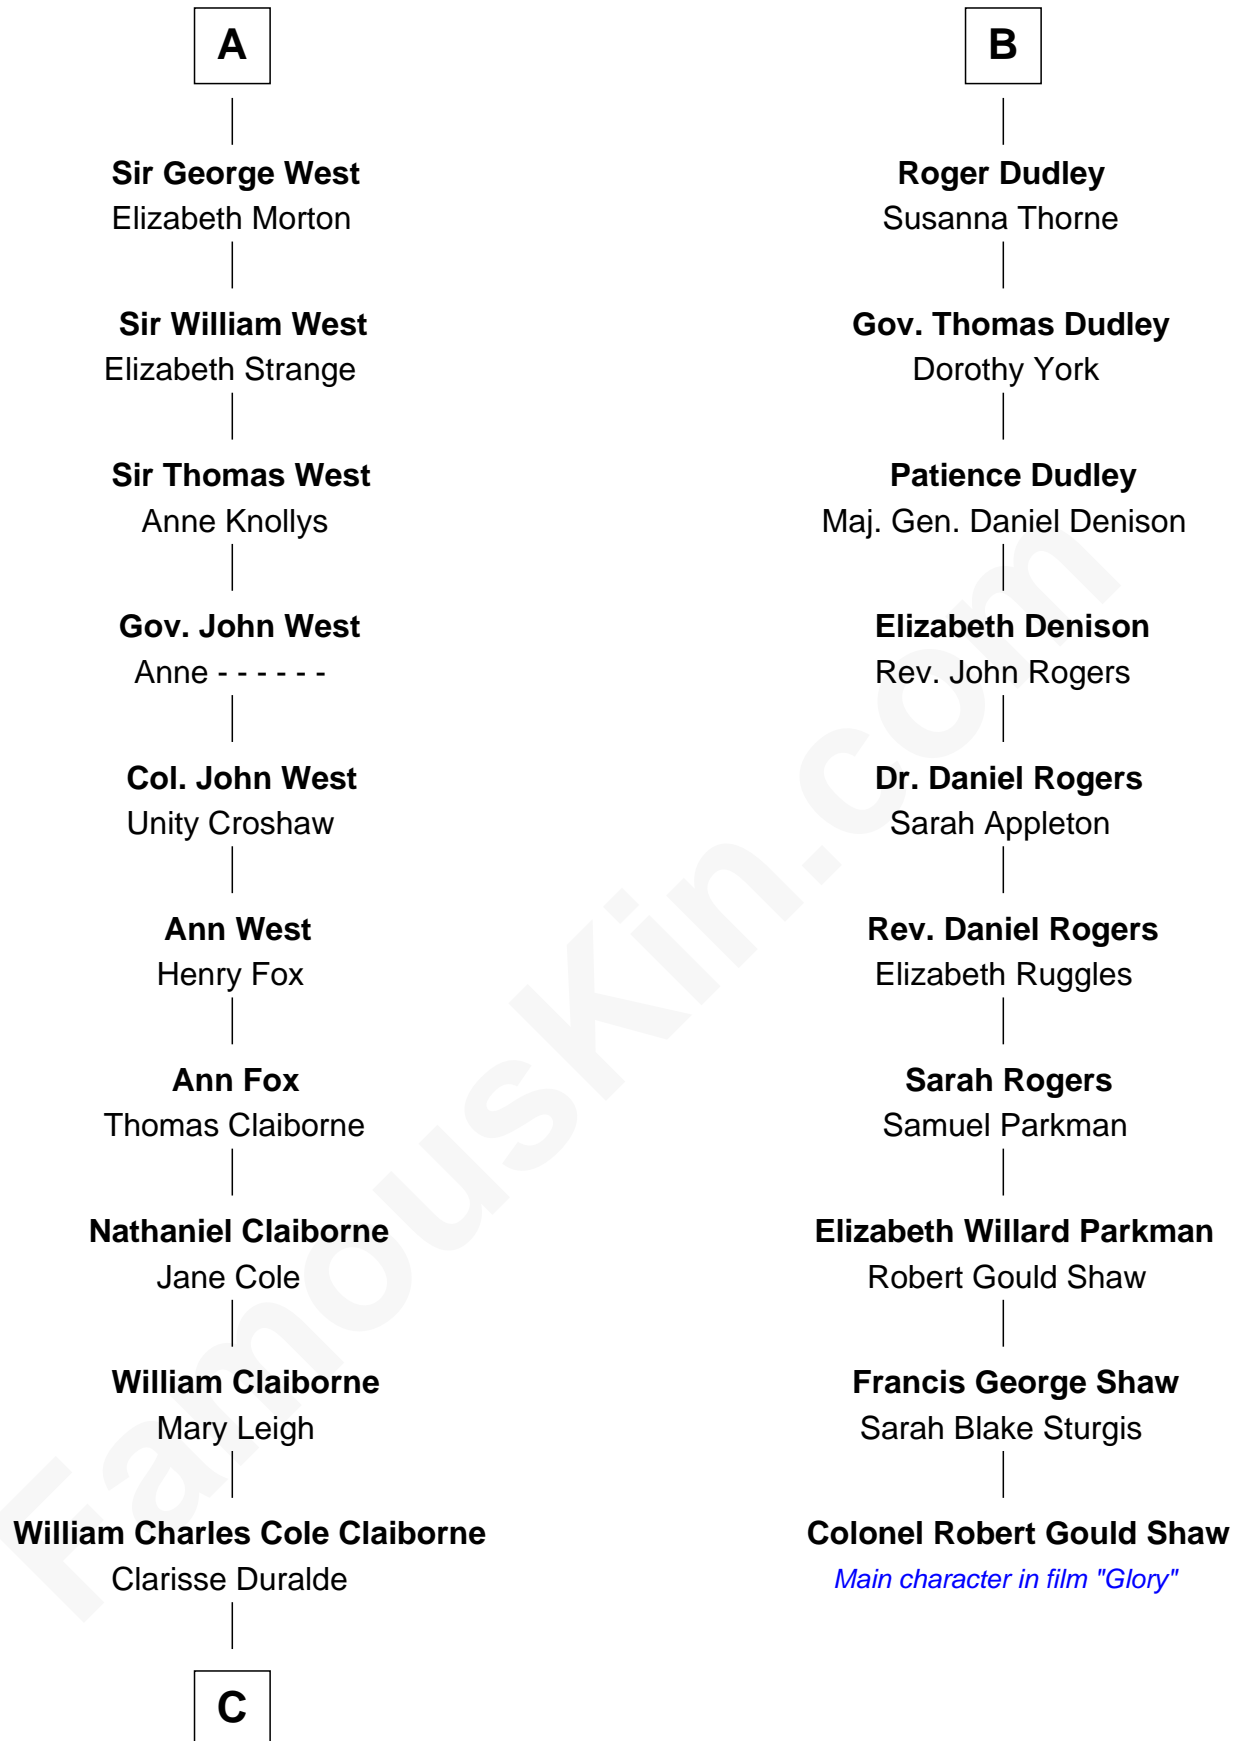 A
Sir George West
Elizabeth Morton
Sir William West
Elizabeth Strange
Sir Thomas West
Anne Knollys
Gov. John West
Anne - - - - - -
Col. John West
Unity Croshaw
Ann West
Henry Fox
Ann Fox
Thomas Claiborne
Nathaniel Claiborne
Jane Cole
William Claiborne
Mary Leigh
William Charles Cole Claiborne
Clarisse Duralde
C
B
Roger Dudley
Susanna Thorne
Gov. Thomas Dudley
Dorothy York
Patience Dudley
Maj. Gen. Daniel Denison
Elizabeth Denison
Rev. John Rogers
Dr. Daniel Rogers
Sarah Appleton
Rev. Daniel Rogers
Elizabeth Ruggles
Sarah Rogers
Samuel Parkman
Elizabeth Willard Parkman
Robert Gould Shaw
Francis George Shaw
Sarah Blake Sturgis
Colonel Robert Gould Shaw
Main character in film "Glory"
FamousKin.com